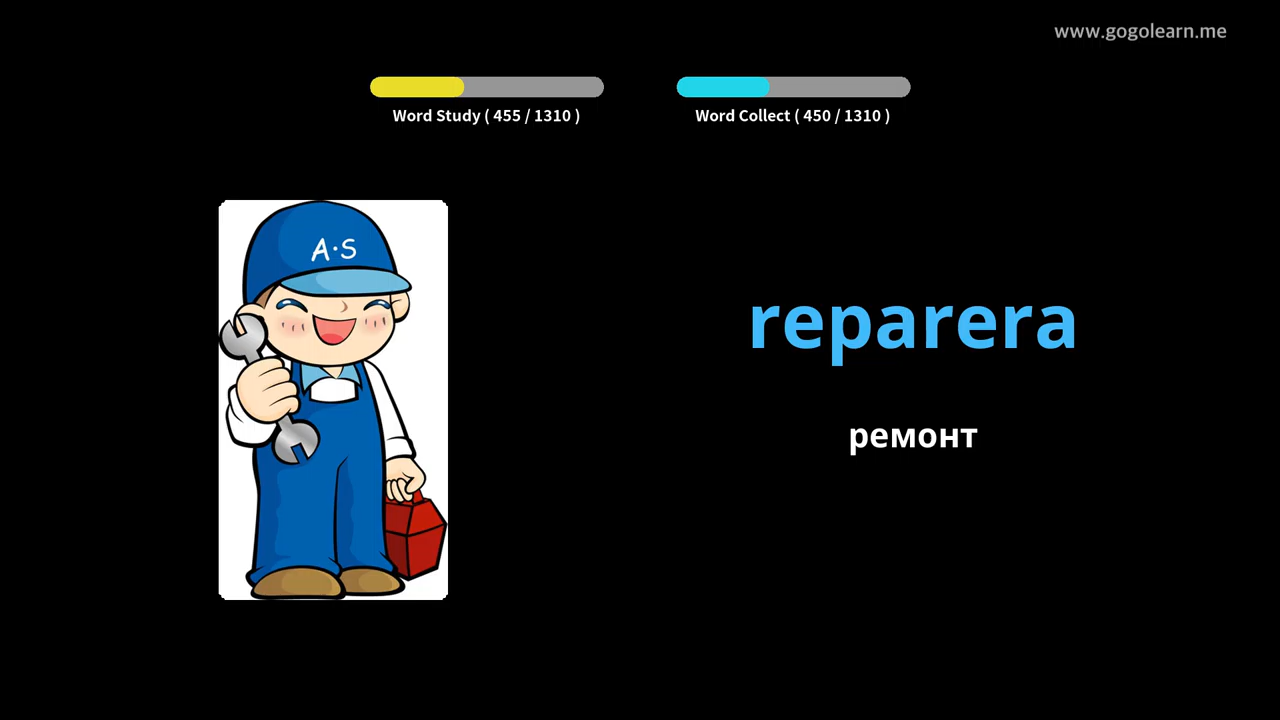 www.gogolearn.me
Word Study ( 455 / 1310 )
Word Collect ( 450 / 1310 )
A·S
reparera
ремонт